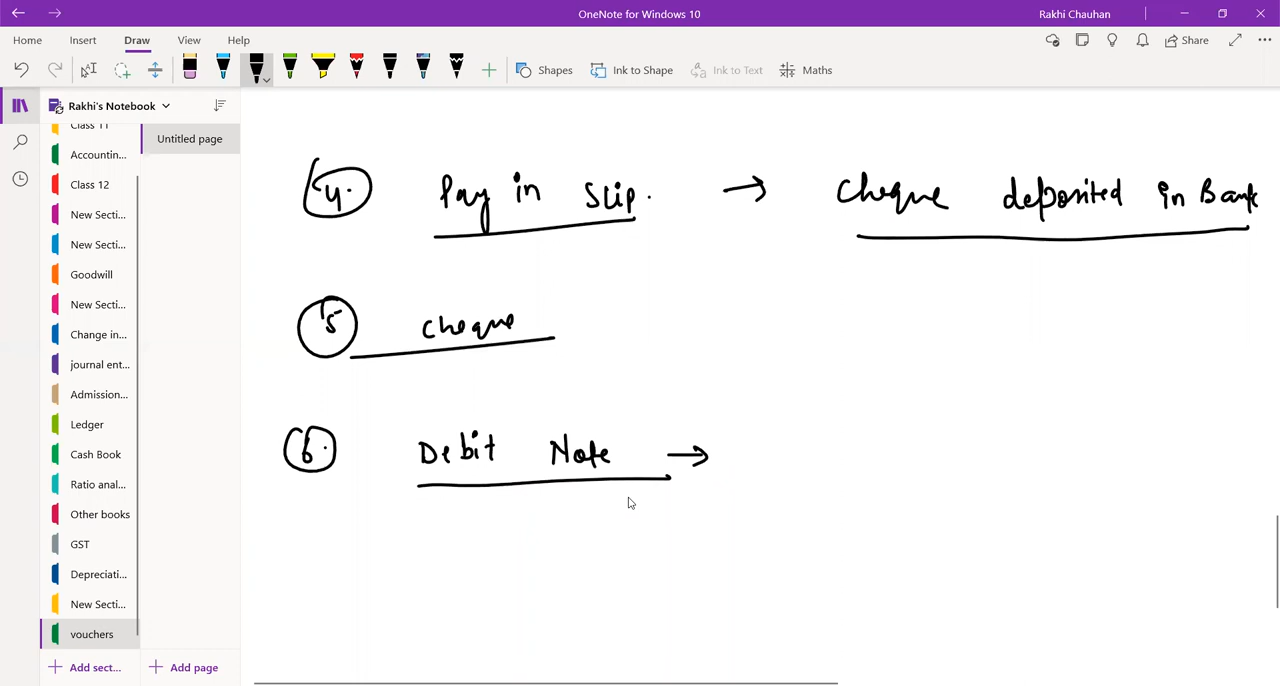 OneNote for Windows 10
Rakhi Chauhan
Home Insert Draw View Help
Share
Shapes Ink to Shape Ink to Text Maths
Rakhi's Notebook
Untitled page
Class 11
Accountin...
Class 12
New Secti...
New Secti...
Goodwill
New Secti...
Change in...
journal ent...
Admission...
Ledger
Cash Book
Ratio anal...
Other books
GST
Depreciati...
New Secti...
vouchers
Add sect... Add page
4. Pay in Slip. → Cheque deposited in Bank
5 Cheque
6. Debit Note →